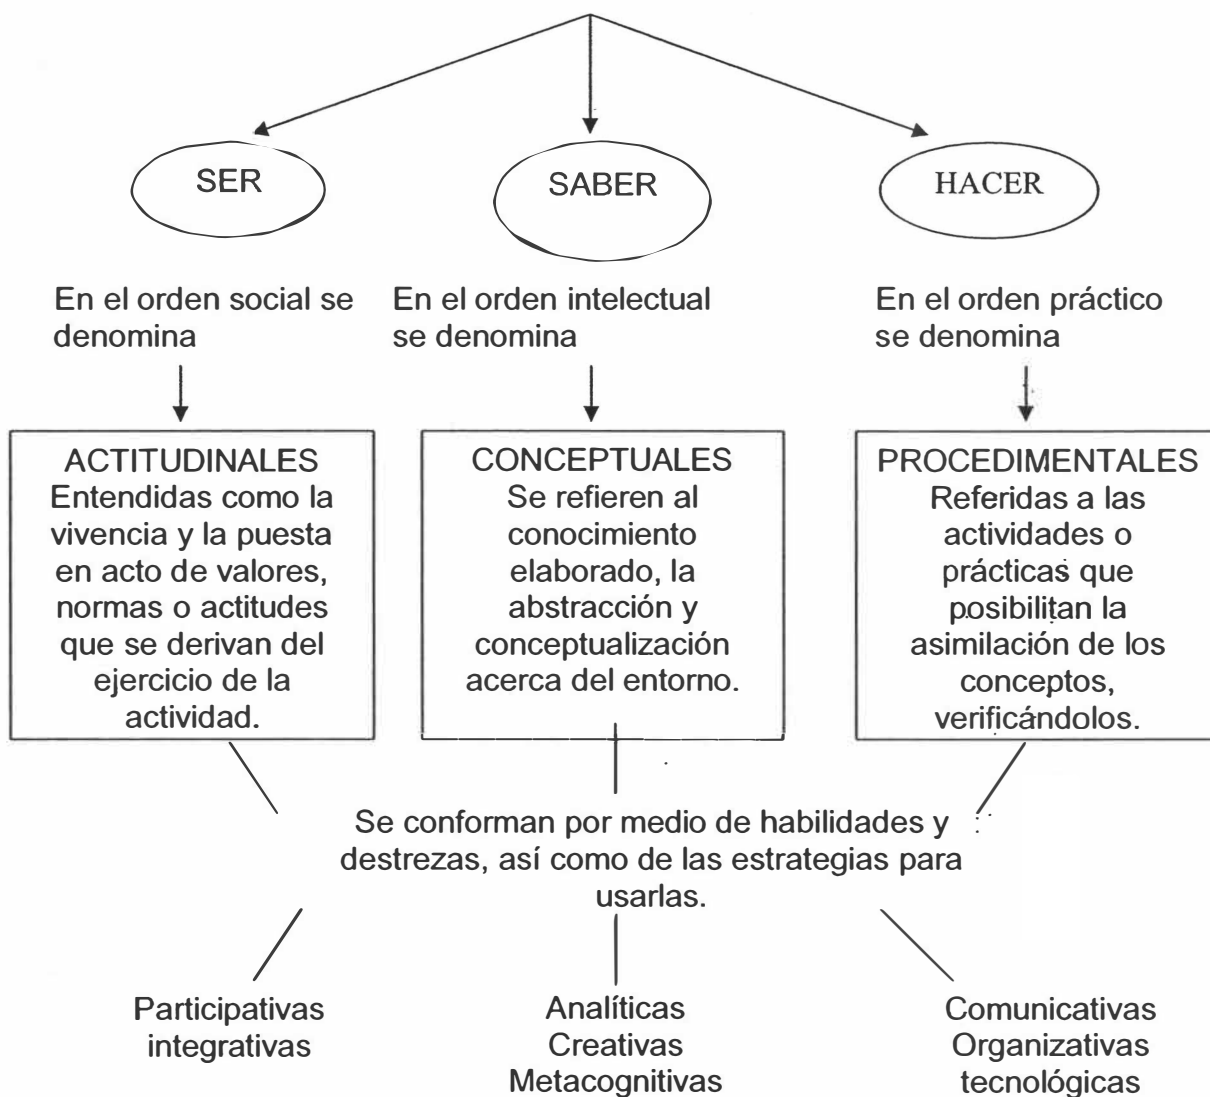 SER
SABER
HACER
En el orden social se
denomina
En el orden intelectual
se denomina
En el orden práctico
se denomina
ACTITUDINALES
Entendidas como la
vivencia y la puesta
en acto de valores,
normas o actitudes
que se derivan del
ejercicio de la
actividad.
CONCEPTUALES
Se refieren al
conocimiento
elaborado, la
abstracción y
conceptualización
acerca del entorno.
PROCEDIMENTALES
Referidas a las
actividades o
prácticas que
posibilitan la
asimilación de los
conceptos,
verificándolos.
Se conforman por medio de habilidades y
destrezas, así como de las estrategias para
usarlas.
Participativas
integrativas
Analíticas
Creativas
Metacognitivas
Comunicativas
Organizativas
tecnológicas